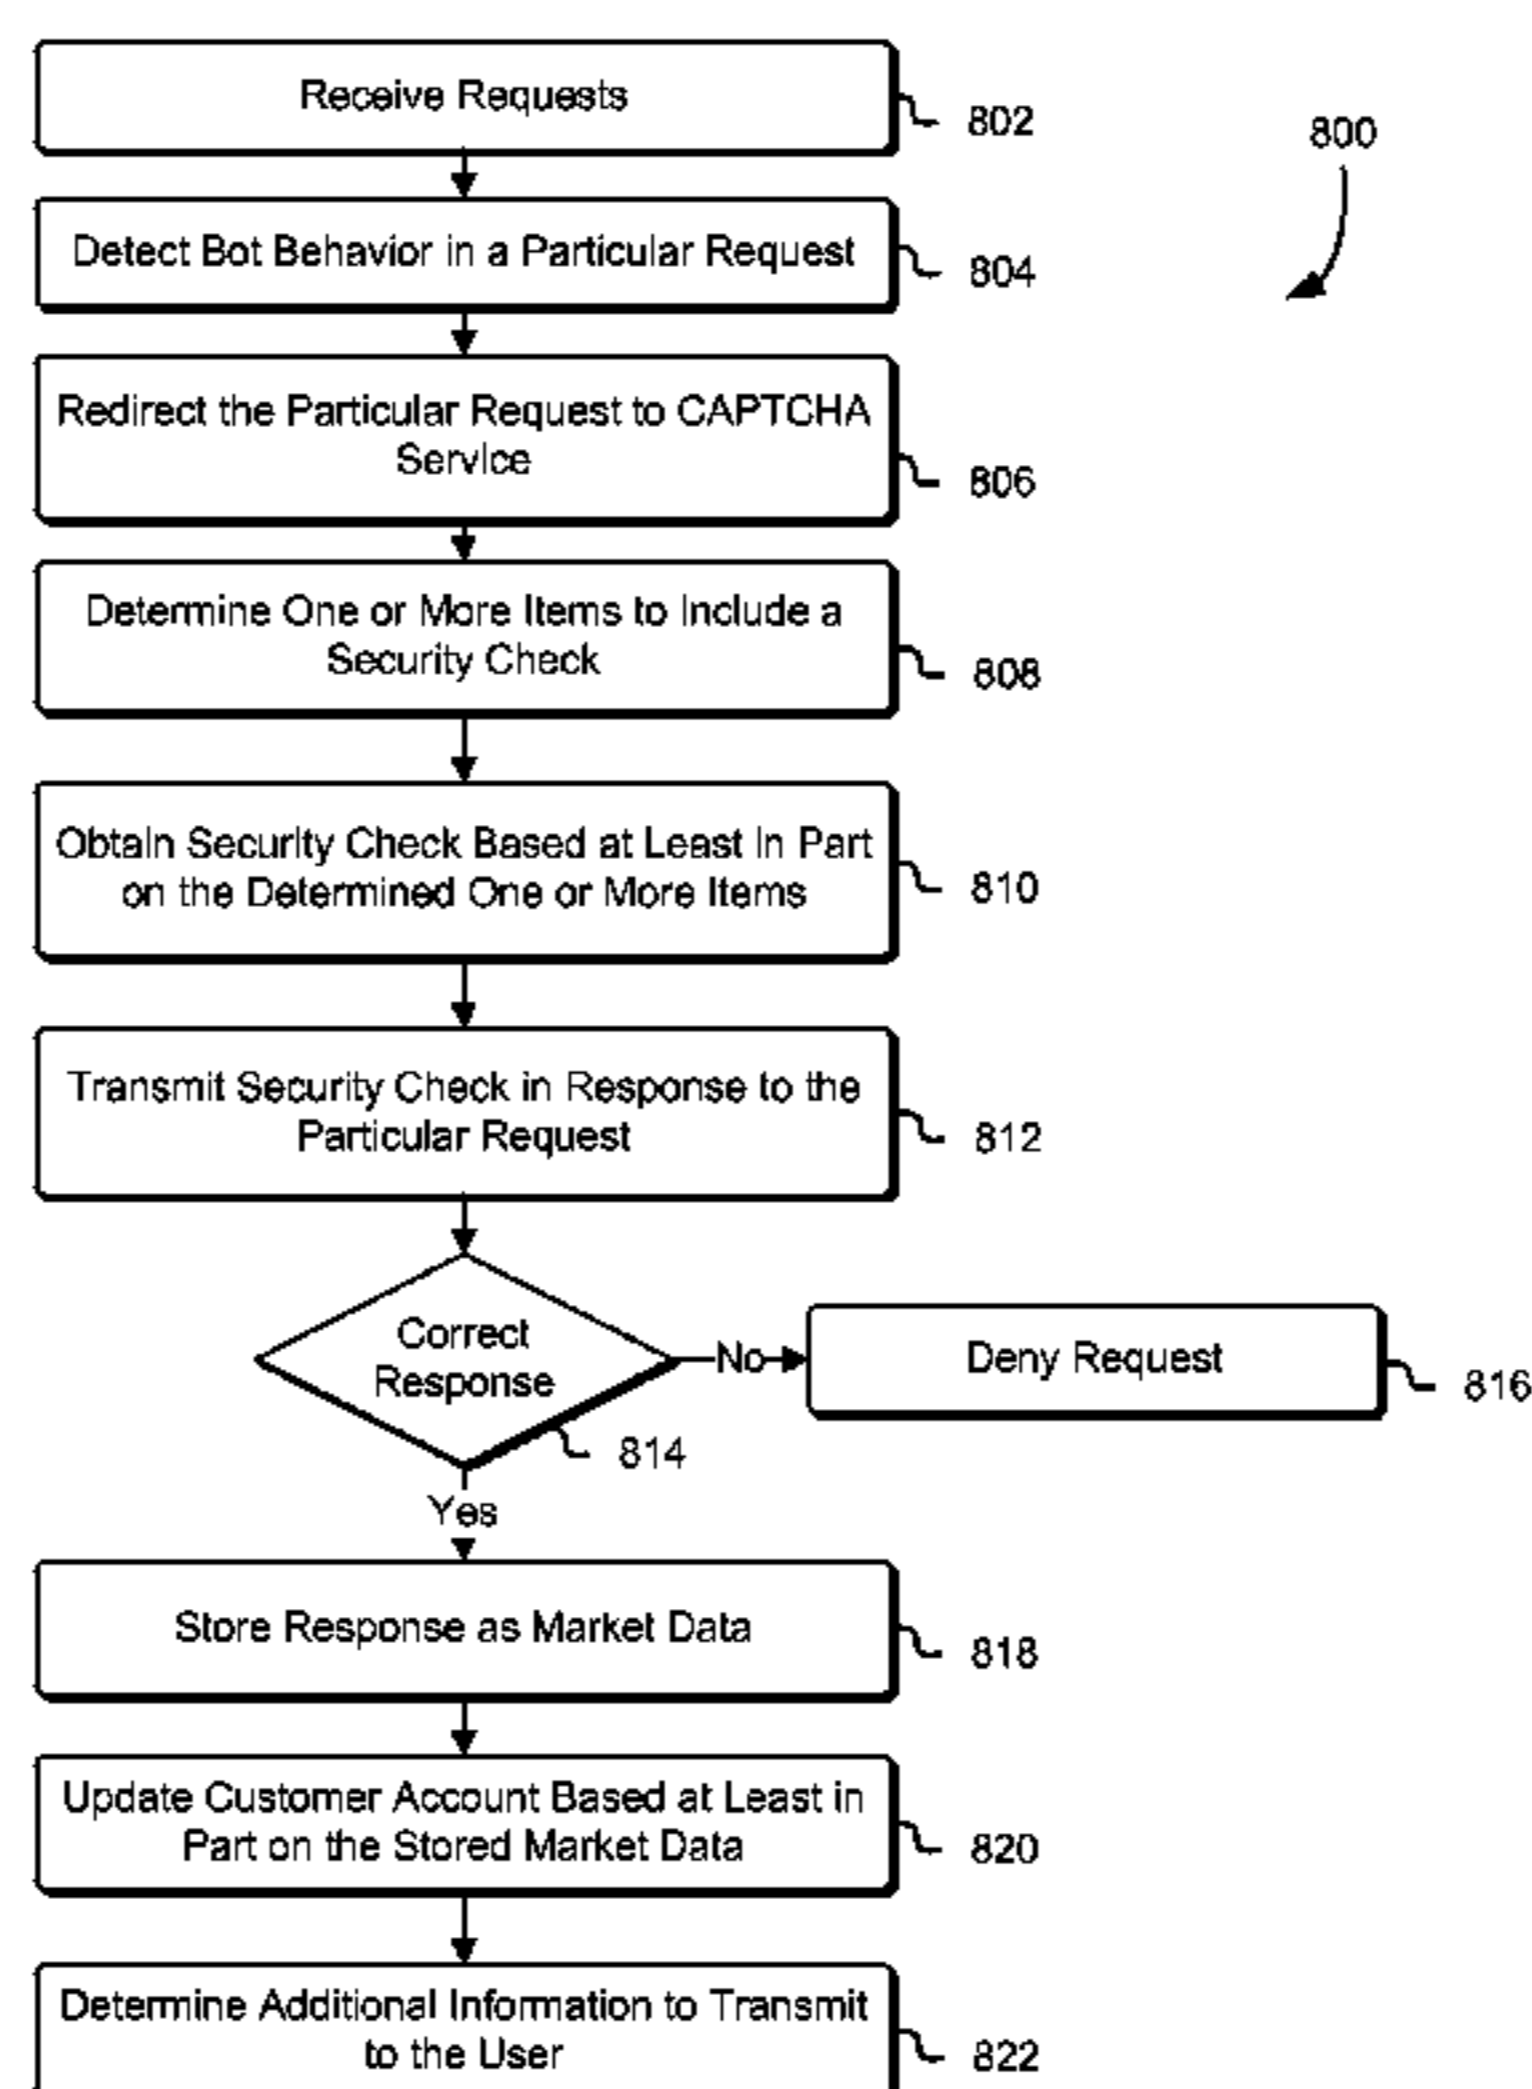 Receive Requests
802
800
Detect Bot Behavior in a Particular Request
804
Redirect the Particular Request to CAPTCHA
Service
806
Determine One or More Items to Include a
Security Check
808
Obtain Security Check Based at Least in Part
on the Determined One or More Items
810
Transmit Security Check in Response to the
Particular Request
812
Correct
Response
814
No
Deny Request
816
Yes
Store Response as Market Data
818
Update Customer Account Based at Least in
Part on the Stored Market Data
820
Determine Additional Information to Transmit
to the User
822